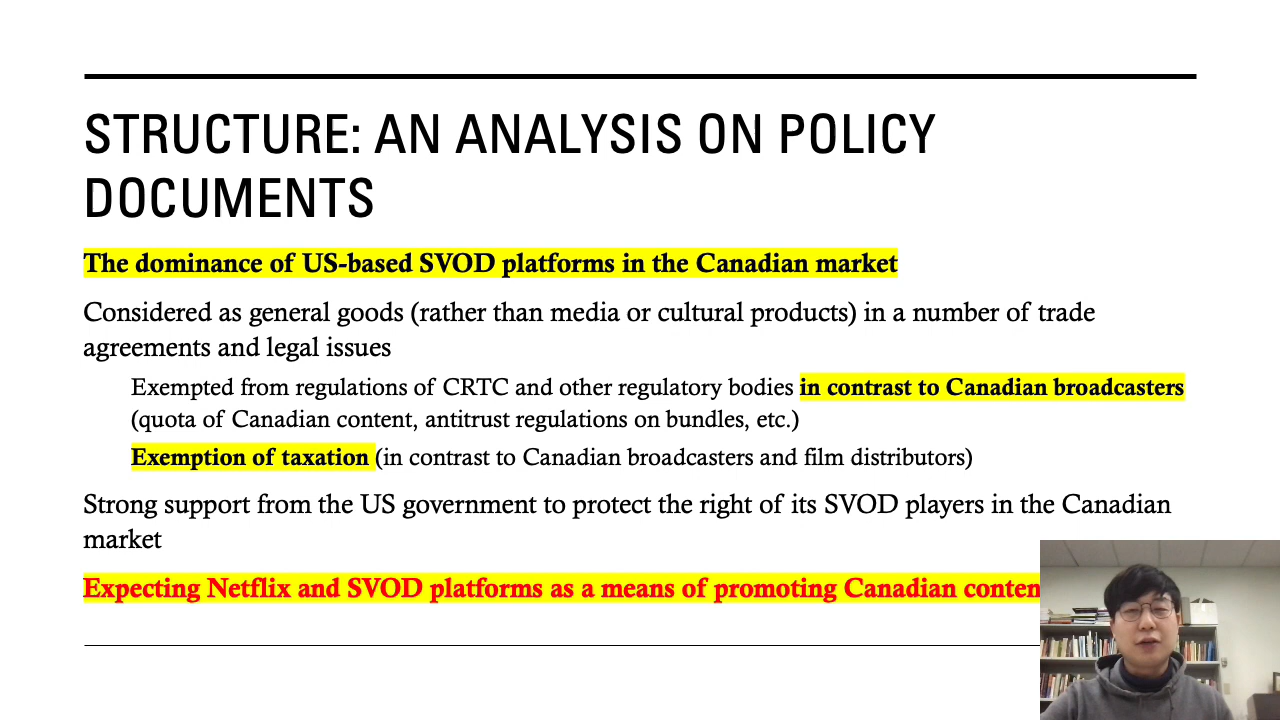 STRUCTURE: AN ANALYSIS ON POLICY
DOCUMENTS
The dominance of US-based SVOD platforms in the Canadian market
Considered as general goods (rather than media or cultural products) in a number of trade
agreements and legal issues
Exempted from regulations of CRTC and other regulatory bodies in contrast to Canadian broadcasters
(quota of Canadian content, antitrust regulations on bundles, etc.)
Exemption of taxation (in contrast to Canadian broadcasters and film distributors)
Strong support from the US government to protect the right of its SVOD players in the Canadian
market
Expecting Netflix and SVOD platforms as a means of promoting Canadian conten